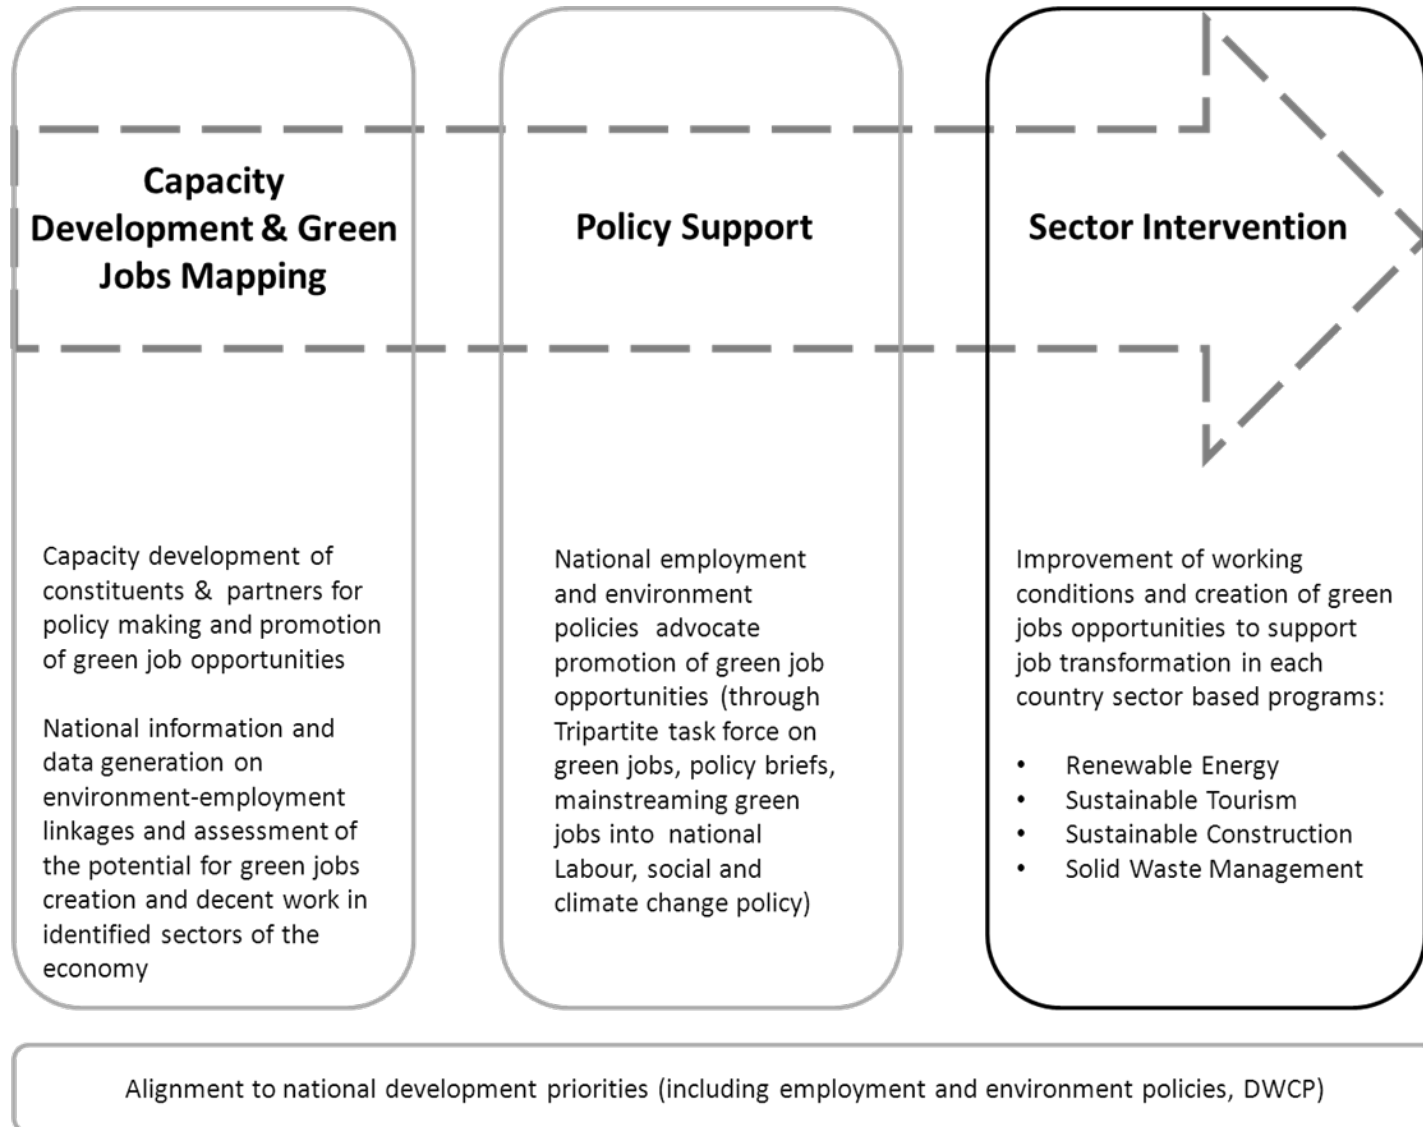 Capacity
Development & Green
Jobs Mapping
Policy Support
Sector Intervention
Capacity development of
constituents & partners for
policy making and promotion
of green job opportunities
National information and
data generation on
environment-employment
linkages and assessment of
the potential for green jobs
creation and decent work in
identified sectors of the
economy
National employment
and environment
policies advocate
promotion of green job
opportunities (through
Tripartite task force on
green jobs, policy briefs,
mainstreaming green
jobs into national
Labour, social and
climate change policy)
Improvement of working
conditions and creation of green
jobs opportunities to support
job transformation in each
country sector based programs:
• Renewable Energy
• Sustainable Tourism
• Sustainable Construction
• Solid Waste Management
Alignment to national development priorities (including employment and environment policies, DWCP)